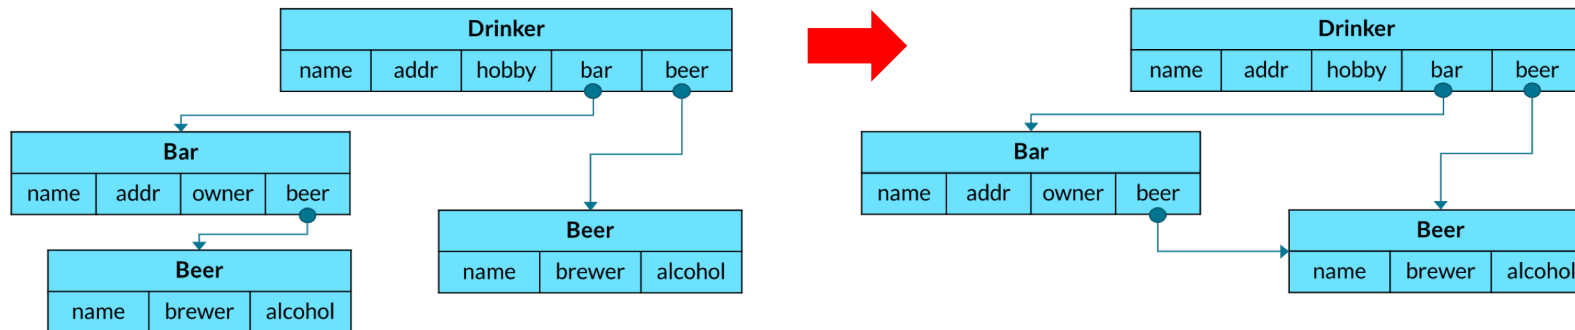 Drinker
name addr hobby bar beer
Bar
name addr owner beer
Beer
name brewer alcohol
Beer
name brewer alcohol
Drinker
name addr hobby bar beer
Bar
name addr owner beer
Beer
name brewer alcohol